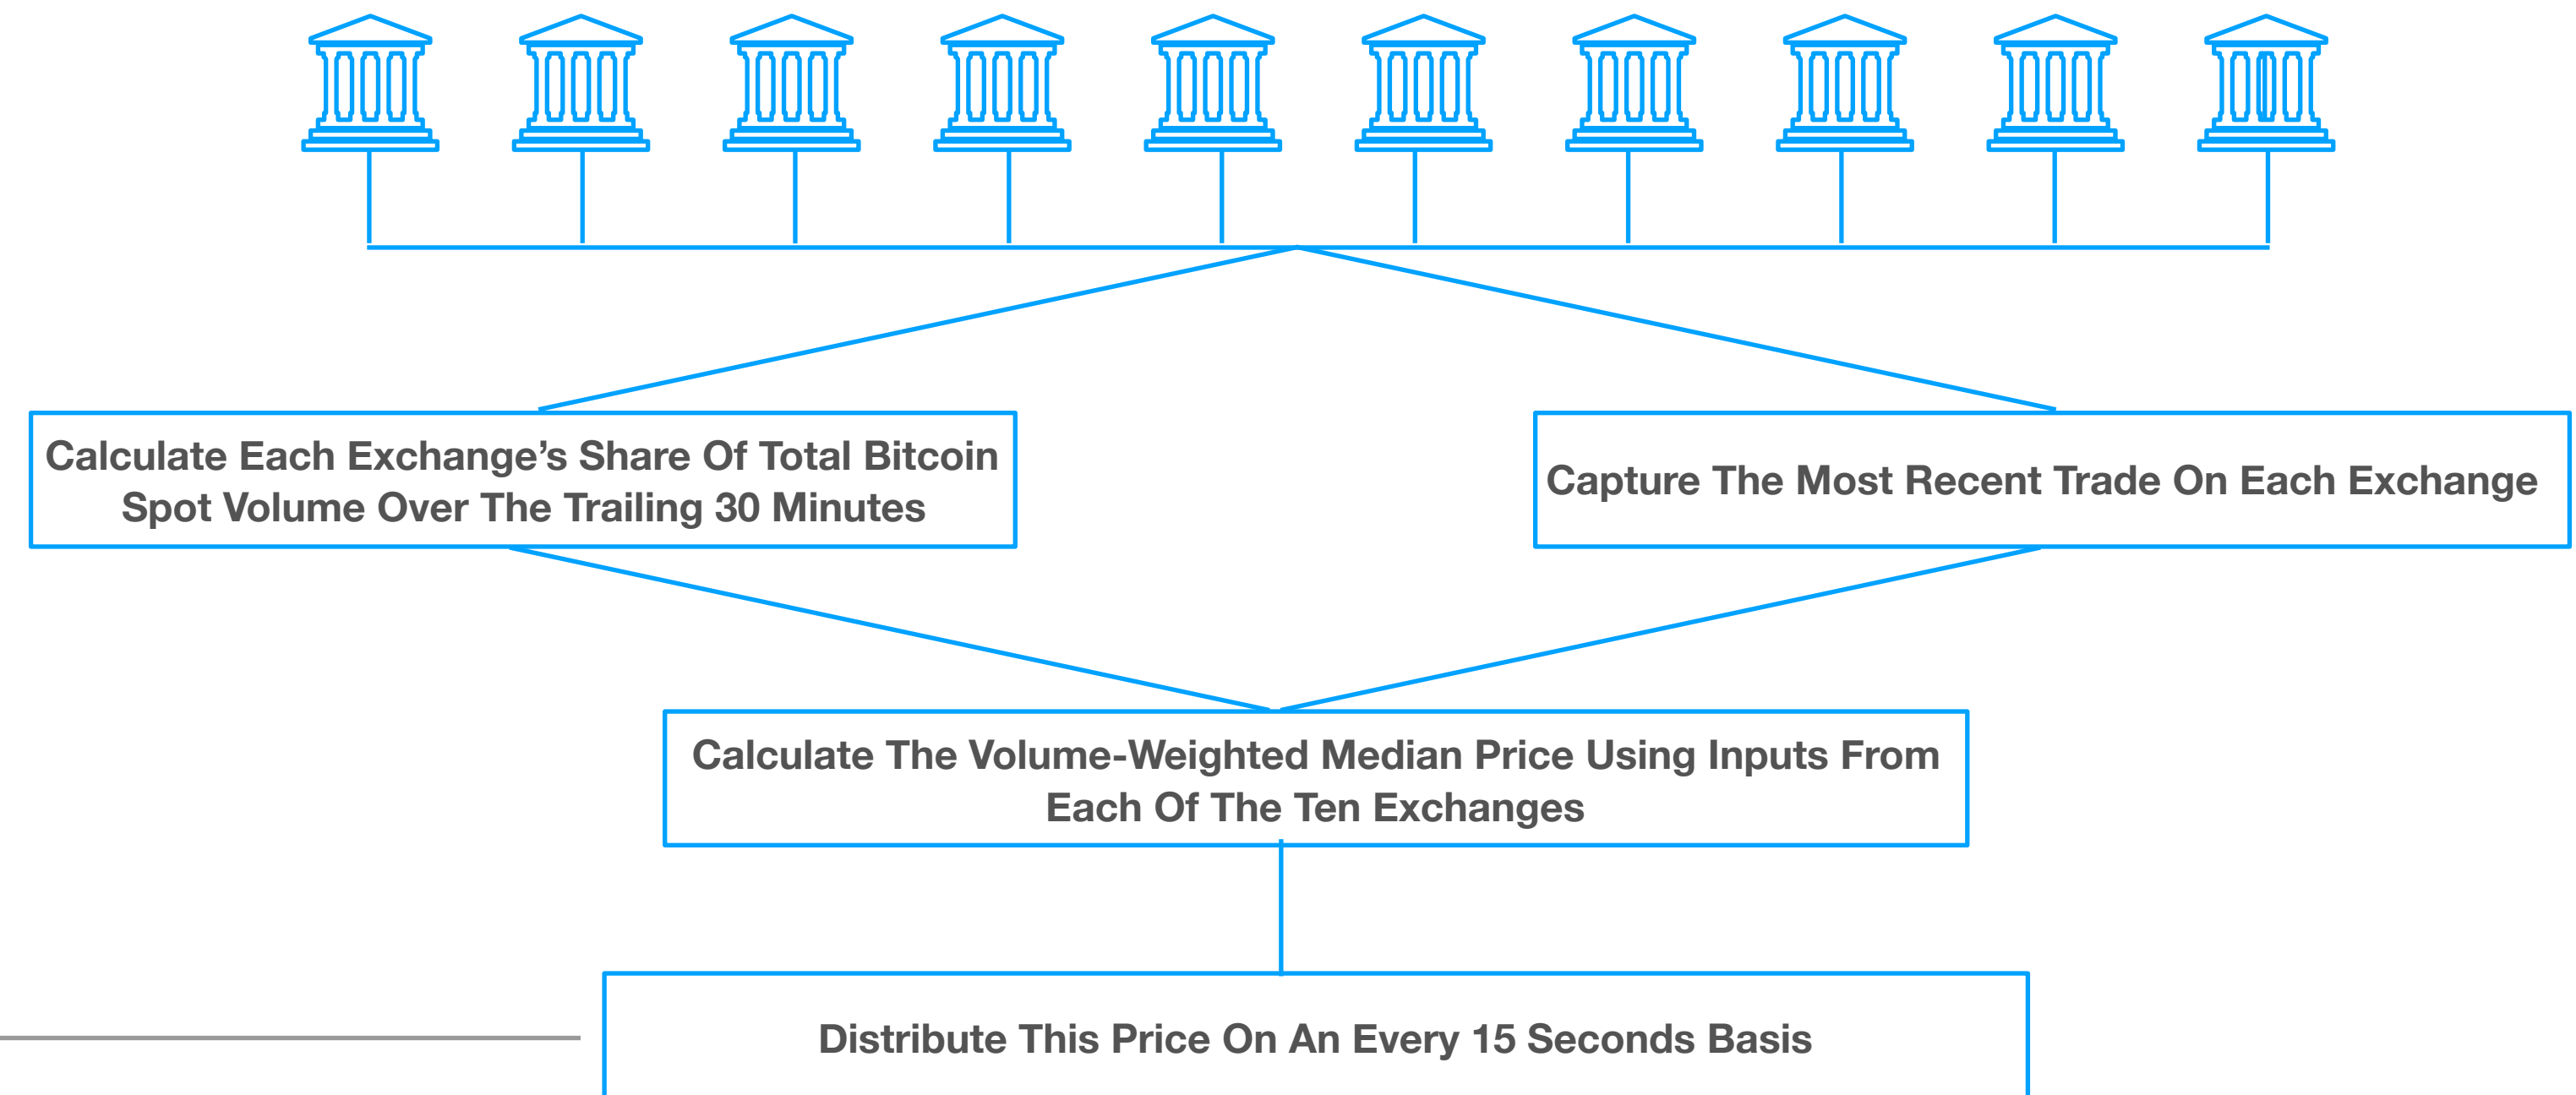 Calculate Each Exchange’s Share Of Total Bitcoin
Spot Volume Over The Trailing 30 Minutes
Capture The Most Recent Trade On Each Exchange
Calculate The Volume-Weighted Median Price Using Inputs From
Each Of The Ten Exchanges
Distribute This Price On An Every 15 Seconds Basis